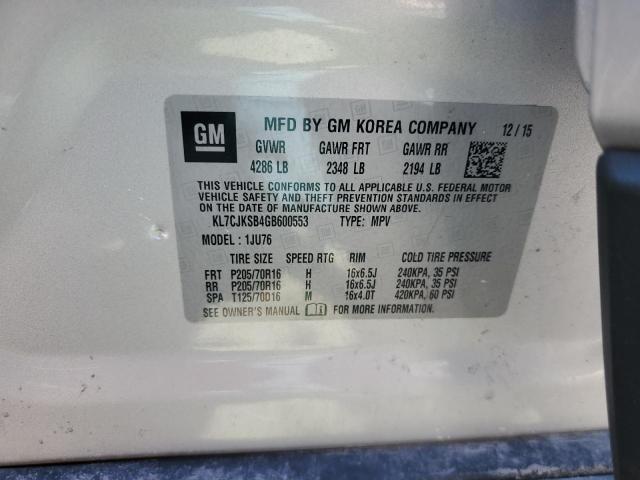 GM MFD BY GM KOREA COMPANY 12/15
GVWR GAWR FRT GAWR RR
4286 LB 2348 LB 2194 LB
THIS VEHICLE CONFORMS TO ALL APPLICABLE U.S. FEDERAL MOTOR
VEHICLE SAFETY AND THEFT PREVENTION STANDARDS IN EFFECT ON
THE DATE OF MANUFACTURE SHOWN ABOVE.
KL7CJKSB4GB600553 TYPE: MPV
MODEL : 1JU76
TIRE SIZE SPEED RTG RIM COLD TIRE PRESSURE
FRT P205/70R16 H 16x6.5J 240KPA, 35 PSI
RR P205/70R16 H 16x6.5J 240KPA, 35 PSI
SPA T125/70D16 M 16x4.0T 420KPA, 60 PSI
SEE OWNER'S MANUAL FOR MORE INFORMATION.